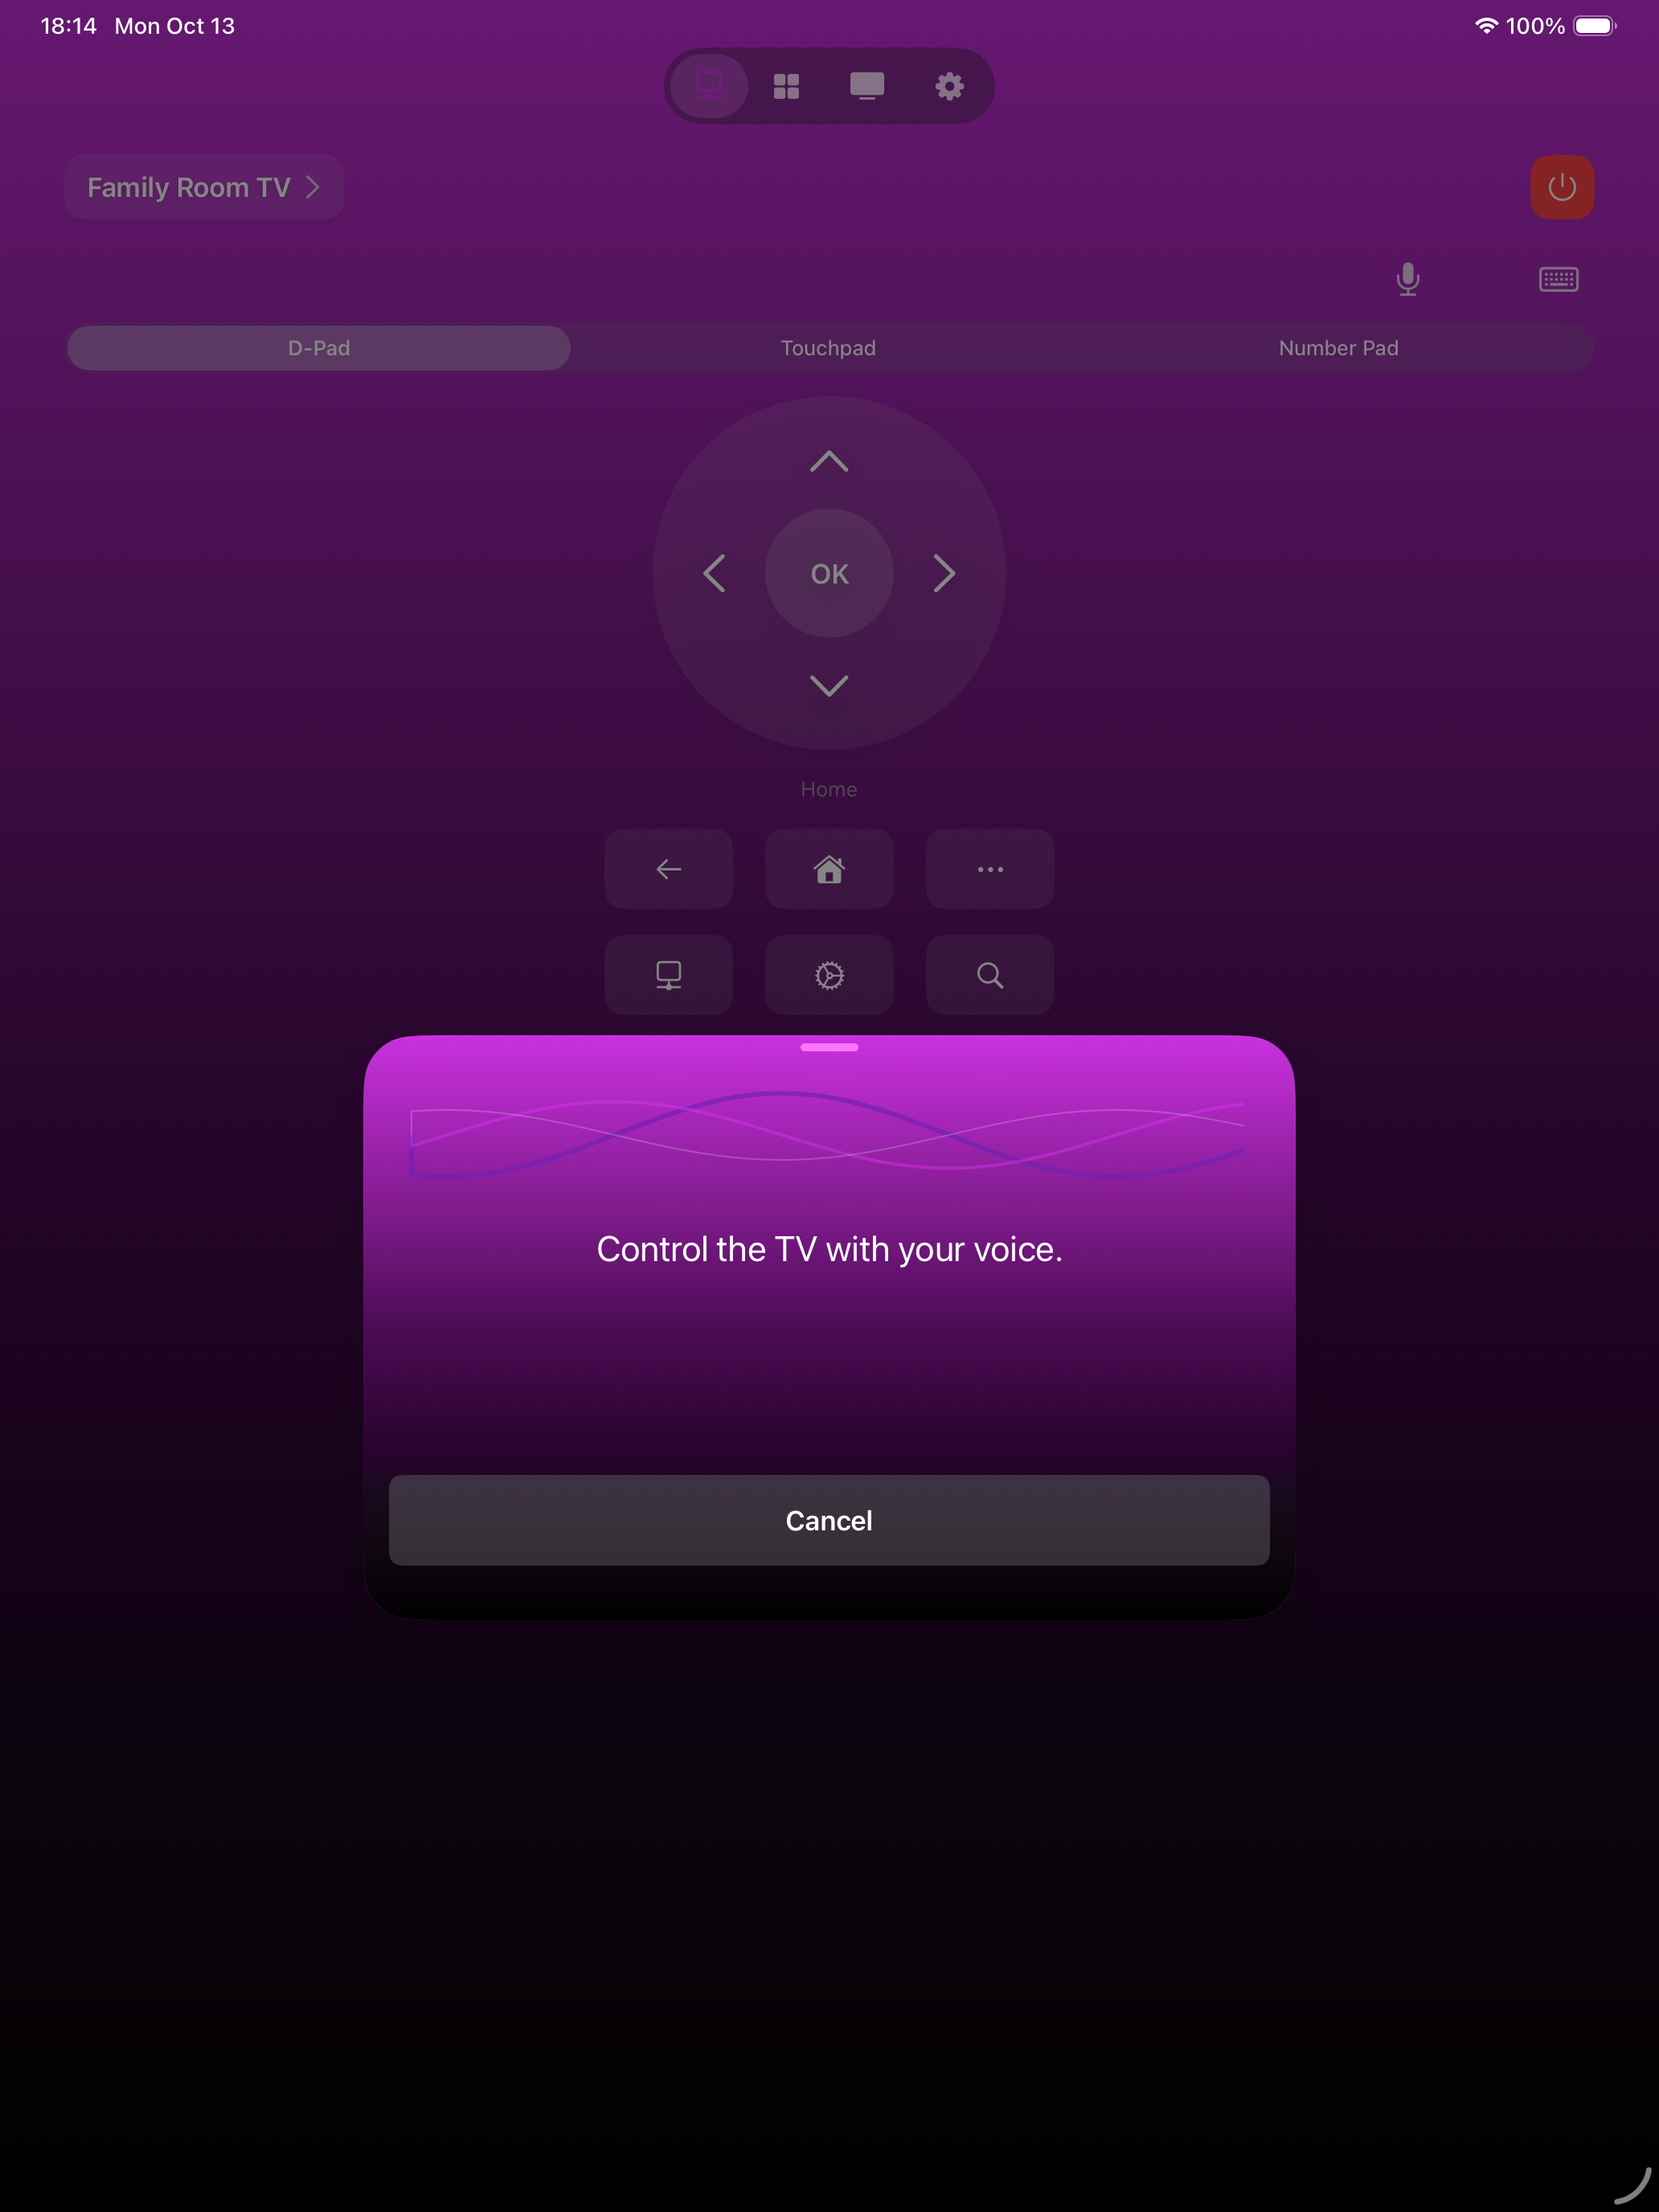 18:14 Mon Oct 13 100%
Family Room TV
D-Pad Touchpad Number Pad
OK
Home
Control the TV with your voice.
Cancel